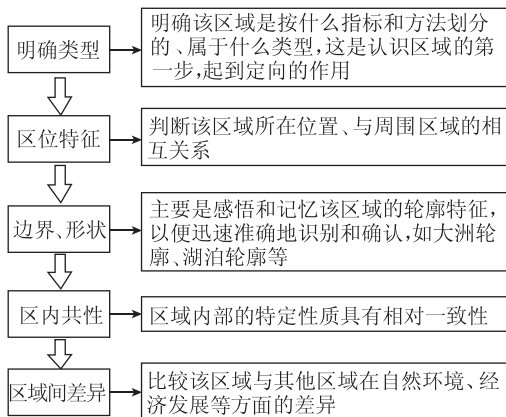 明确类型
明确该区域是按什么指标和方法划分
的、属于什么类型,这是认识区域的第
一步,起到定向的作用
区位特征
判断该区域所在位置、与周围区域的相
互关系
边界、形状
主要是感悟和记忆该区域的轮廓特征,
以便迅速准确地识别和确认,如大洲轮
廓、湖泊轮廓等
区内共性
区域内部的特定性质具有相对一致性
区域间差异
比较该区域与其他区域在自然环境、经
济发展等方面的差异